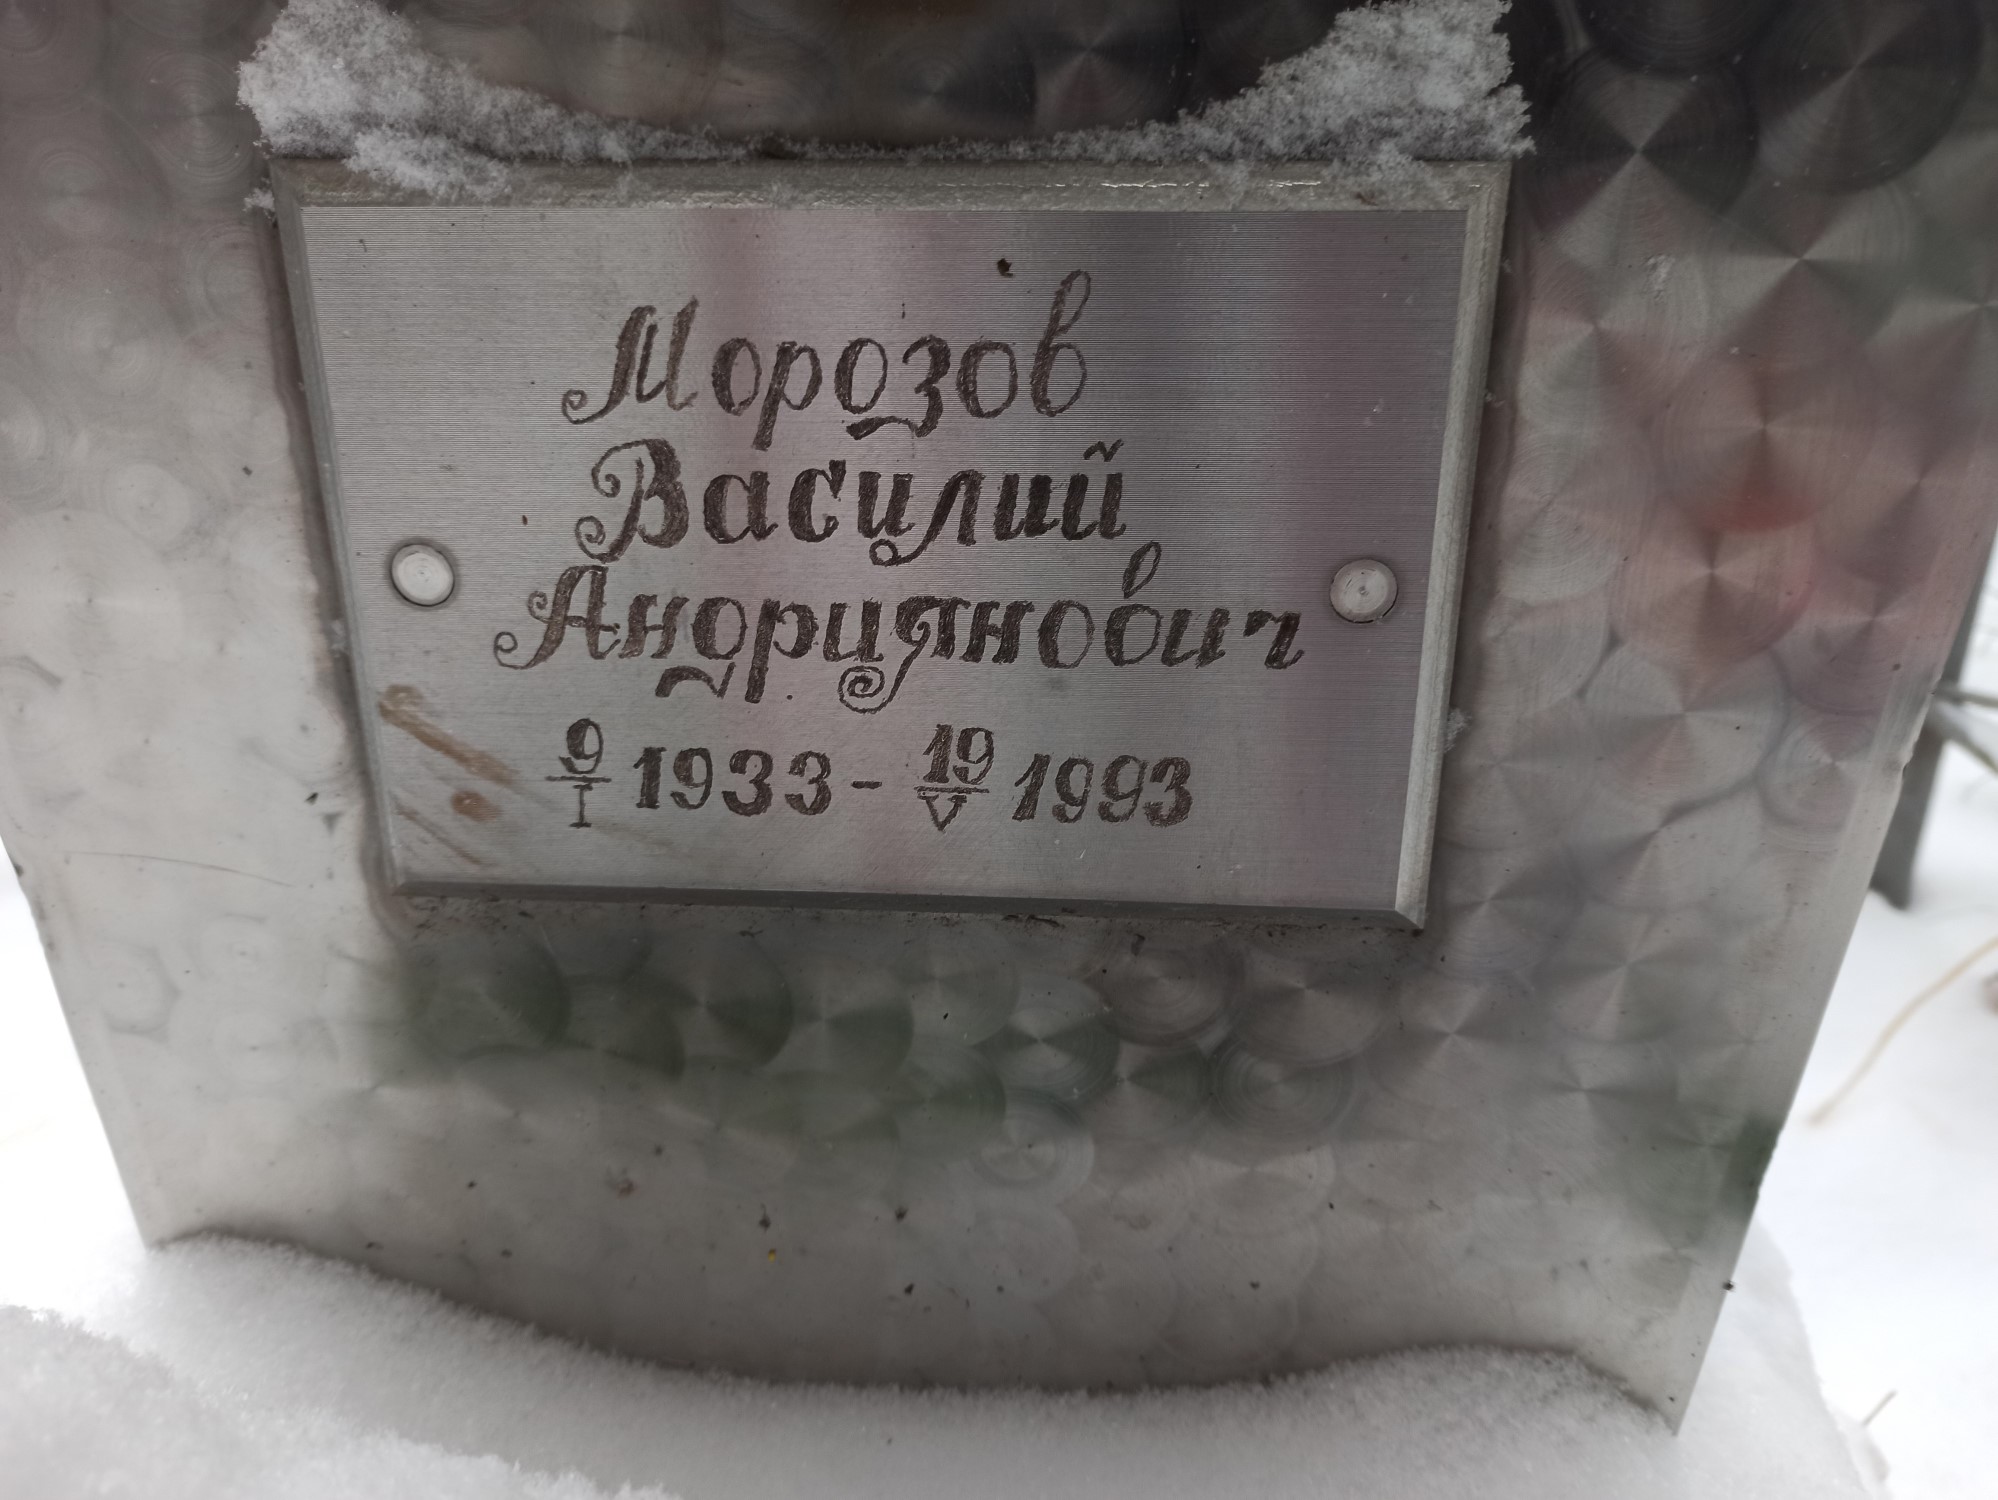 Морозов
Василий
Андриянович
9/I 1933 - 19/V 1993